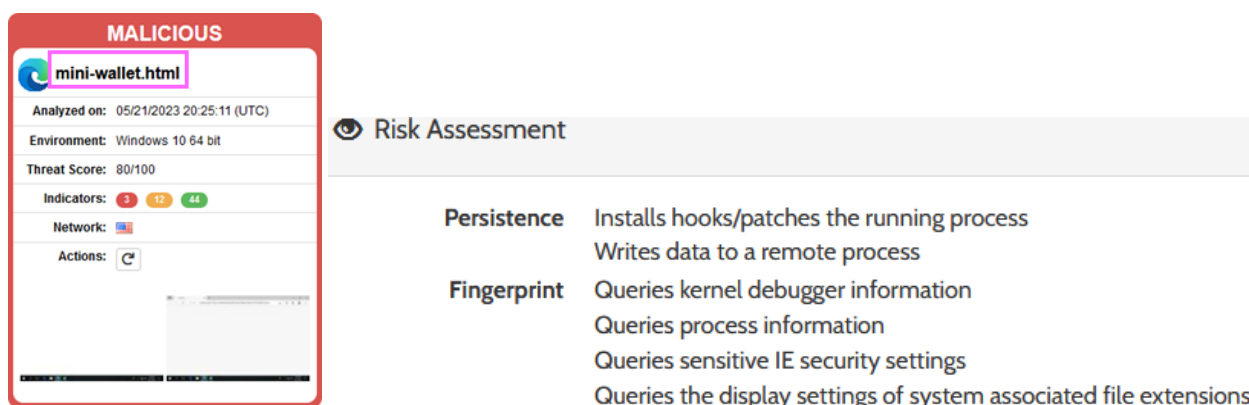 MALICIOUS
mini-wallet.html
Analyzed on: 05/21/2023 20:25:11 (UTC)
Environment: Windows 10 64 bit
Threat Score: 80/100
Indicators: 3 12 44
Network:
Actions:
Risk Assessment
Persistence Installs hooks/patches the running process
Writes data to a remote process
Fingerprint Queries kernel debugger information
Queries process information
Queries sensitive IE security settings
Queries the display settings of system associated file extensions